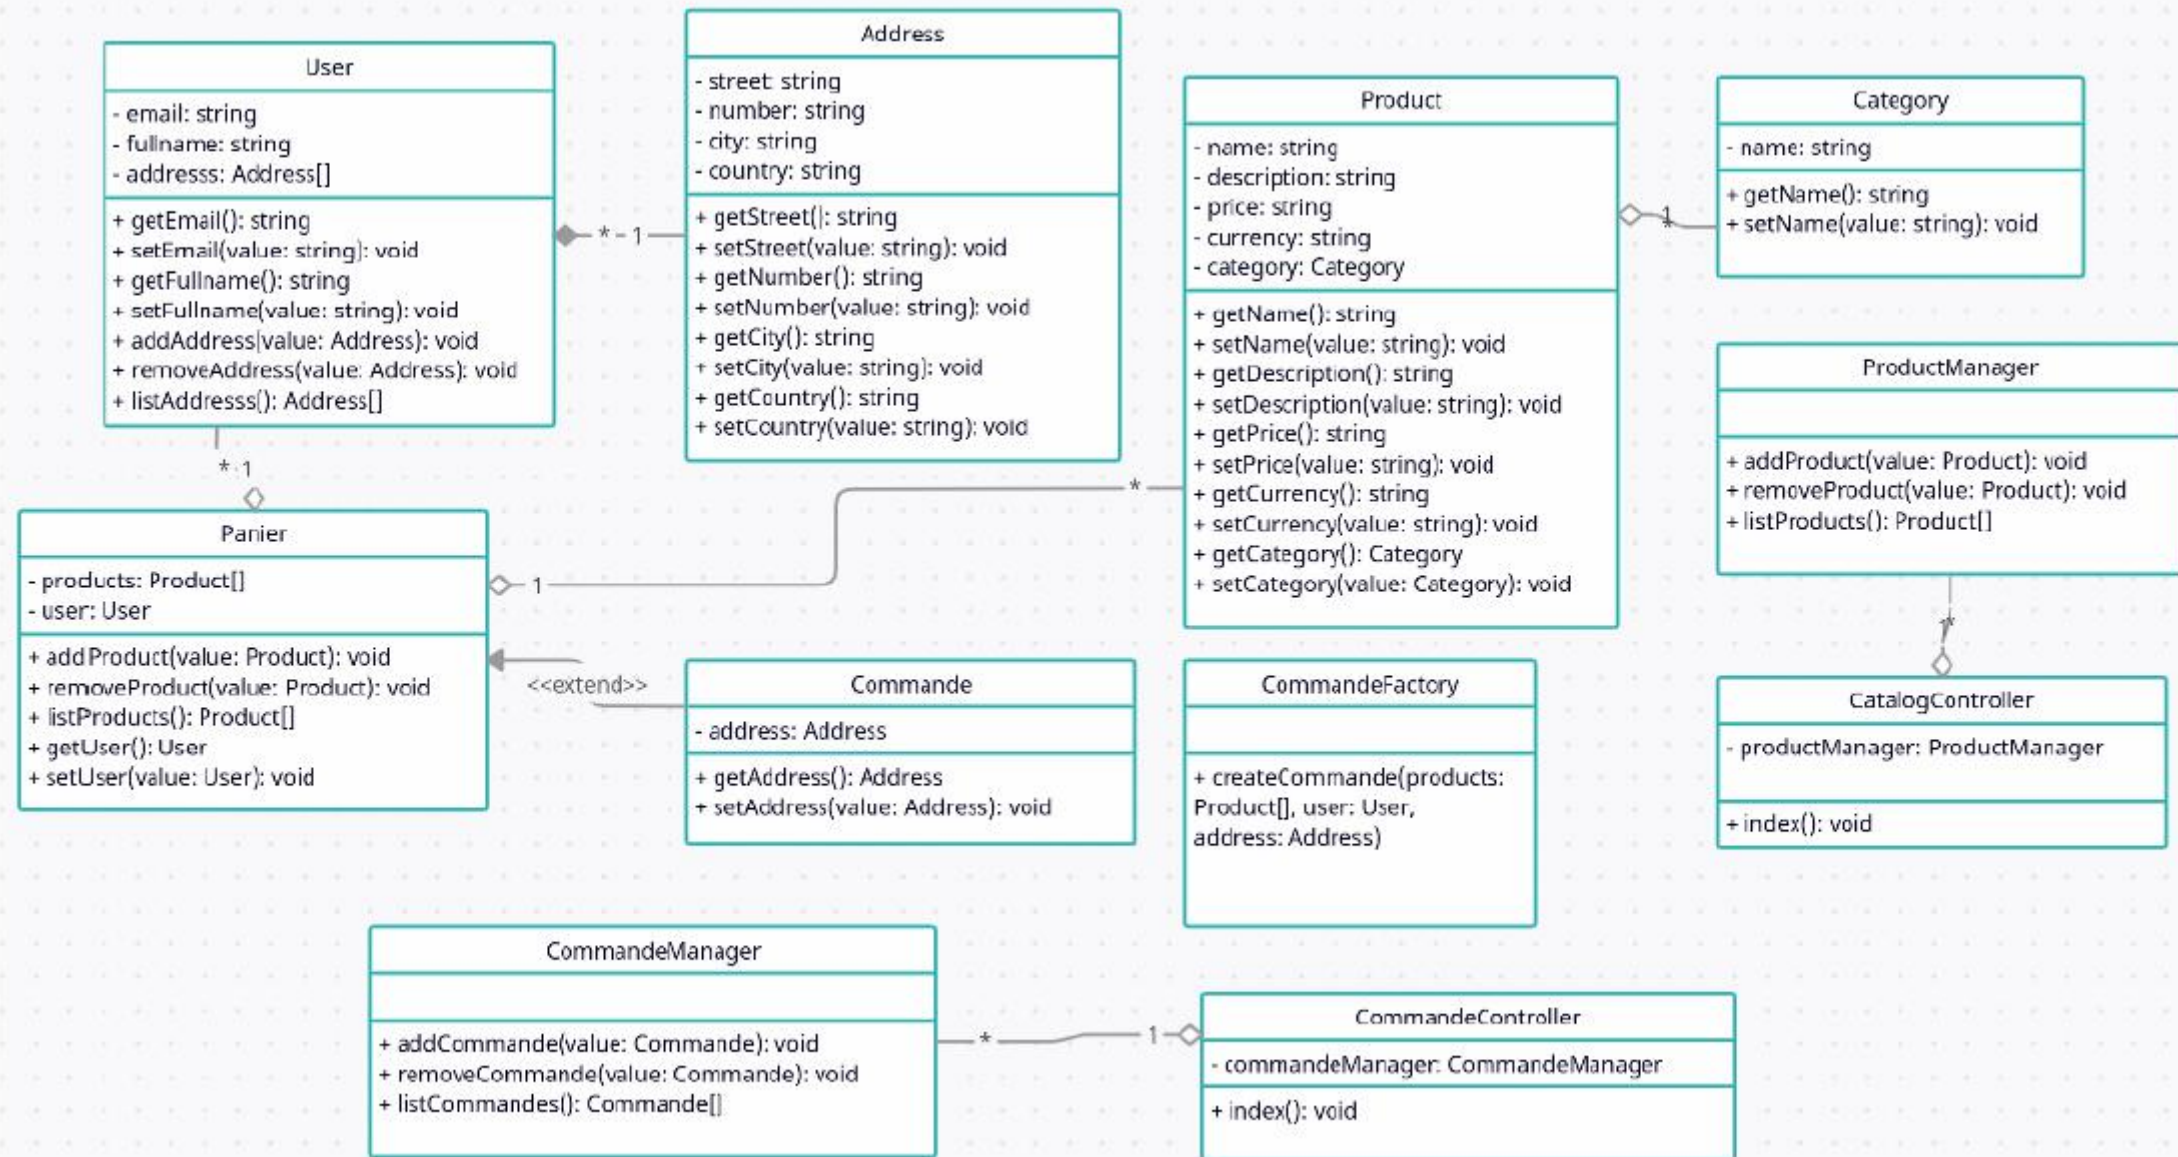 User
- email: string
- fullname: string
- addresss: Address[]
+ getEmail(): string
+ setEmail(value: string): void
+ getFullname(): string
+ setFullname(value: string): void
+ addAddress(value: Address): void
+ removeAddress(value: Address): void
+ listAddresss(): Address[]
* - 1
Address
- street: string
- number: string
- city: string
- country: string
+ getStreet(): string
+ setStreet(value: string): void
+ getNumber(): string
+ setNumber(value: string): void
+ getCity(): string
+ setCity(value: string): void
+ getCountry(): string
+ setCountry(value: string): void
Product
- name: string
- description: string
- price: string
- currency: string
- category: Category
+ getName(): string
+ setName(value: string): void
+ getDescription(): string
+ setDescription(value: string): void
+ getPrice(): string
+ setPrice(value: string): void
+ getCurrency(): string
+ setCurrency(value: string): void
+ getCategory(): Category
+ setCategory(value: Category): void
1
*
Category
- name: string
+ getName(): string
+ setName(value: string): void
ProductManager
+ addProduct(value: Product): void
+ removeProduct(value: Product): void
+ listProducts(): Product[]
* 1
Panier
- products: Product[]
- user: User
+ addProduct(value: Product): void
+ removeProduct(value: Product): void
+ listProducts(): Product[]
+ getUser(): User
+ setUser(value: User): void
1
*
<<extend>>
Commande
- address: Address
+ getAddress(): Address
+ setAddress(value: Address): void
CommandeFactory
+ createCommande(products:
Product[], user: User,
address: Address)
*
CatalogController
- productManager: ProductManager
+ index(): void
CommandeManager
+ addCommande(value: Commande): void
+ removeCommande(value: Commande): void
+ listCommandes(): Commande[]
*
1
CommandeController
- commandeManager: CommandeManager
+ index(): void